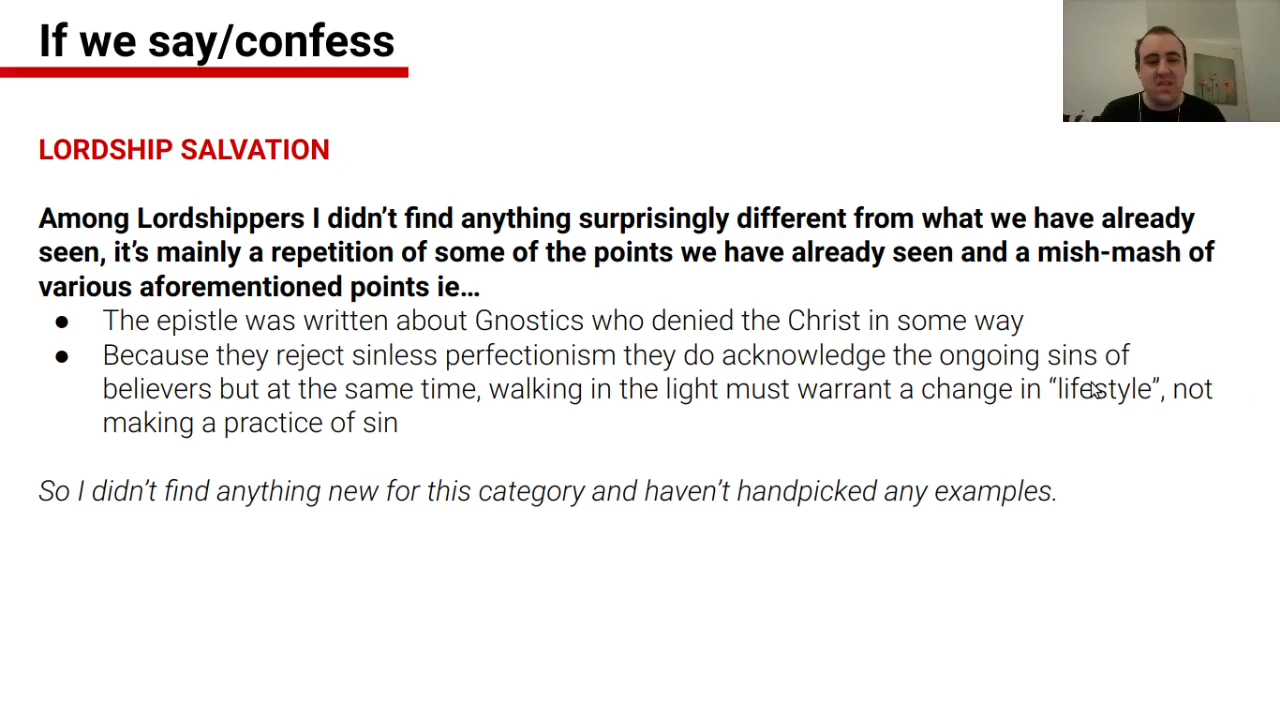 If we say/confess
LORDSHIP SALVATION
Among Lordshippers I didn’t find anything surprisingly different from what we have already
seen, it’s mainly a repetition of some of the points we have already seen and a mish-mash of
various aforementioned points ie…
● The epistle was written about Gnostics who denied the Christ in some way
● Because they reject sinless perfectionism they do acknowledge the ongoing sins of
believers but at the same time, walking in the light must warrant a change in “lifestyle”, not
making a practice of sin
So I didn’t find anything new for this category and haven’t handpicked any examples.